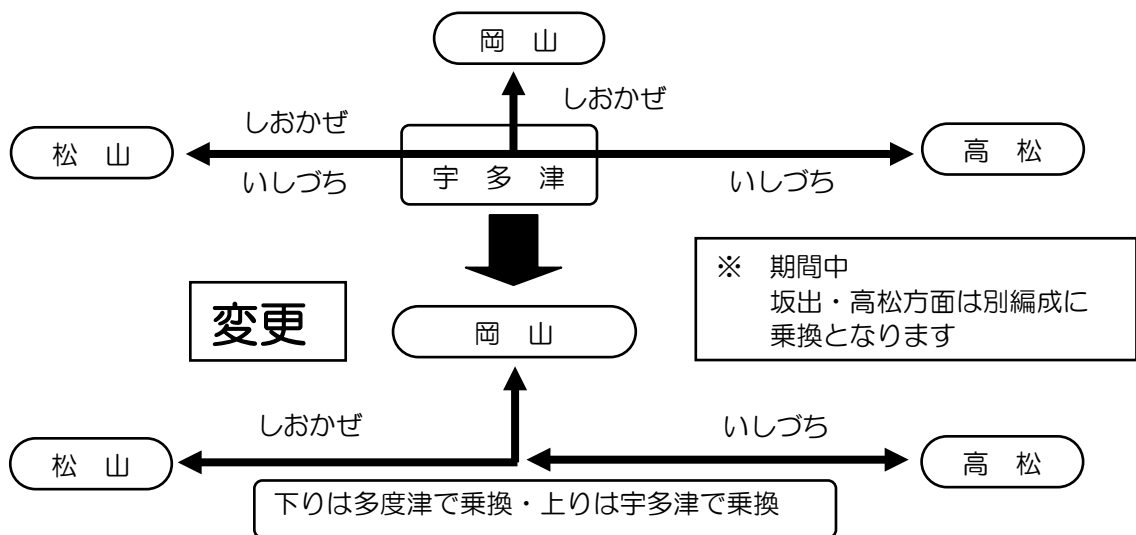 岡 山
しおかぜ
しおかぜ
松 山
高 松
宇 多 津
いしづち
いしづち
※ 期間中
坂出・高松方面は別編成に
乗換となります
変更
岡 山
しおかぜ
いしづち
松 山
高 松
下りは多度津で乗換・上りは宇多津で乗換